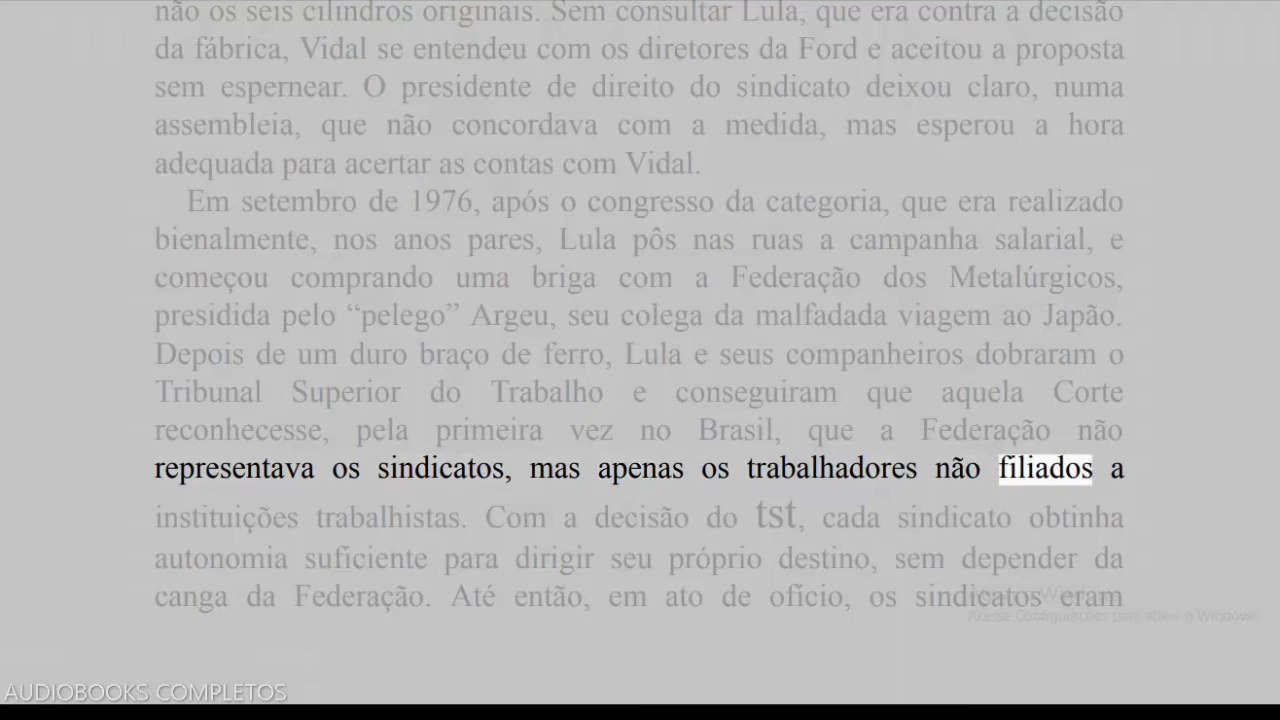 não os seis cilindros originais. Sem consultar Lula, que era contra a decisão
da fábrica, Vidal se entendeu com os diretores da Ford e aceitou a proposta
sem espernear. O presidente de direito do sindicato deixou claro, numa
assembleia, que não concordava com a medida, mas esperou a hora
adequada para acertar as contas com Vidal.
Em setembro de 1976, após o congresso da categoria, que era realizado
bienalmente, nos anos pares, Lula pôs nas ruas a campanha salarial, e
começou comprando uma briga com a Federação dos Metalúrgicos,
presidida pelo “pelego” Argeu, seu colega da malfadada viagem ao Japão.
Depois de um duro braço de ferro, Lula e seus companheiros dobraram o
Tribunal Superior do Trabalho e conseguiram que aquela Corte
reconhecesse, pela primeira vez no Brasil, que a Federação não
representava os sindicatos, mas apenas os trabalhadores não filiados a
instituições trabalhistas. Com a decisão do tst, cada sindicato obtinha
autonomia suficiente para dirigir seu próprio destino, sem depender da
canga da Federação. Até então, em ato de ofício, os sindicatos eram
Acesse Configurações para ativar o Windows.
AUDIOBOOKS COMPLETOS